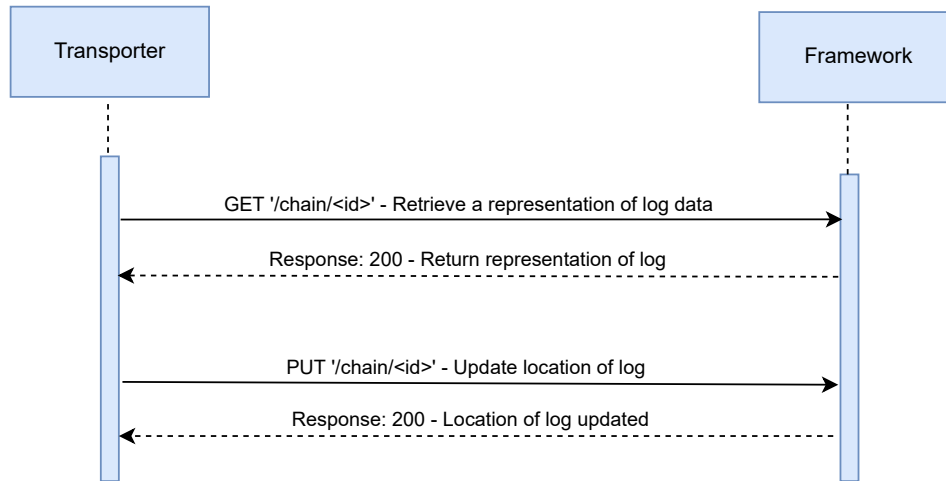 Transporter
Framework
GET '/chain/<id>' - Retrieve a representation of log data
Response: 200 - Return representation of log
PUT '/chain/<id>' - Update location of log
Response: 200 - Location of log updated